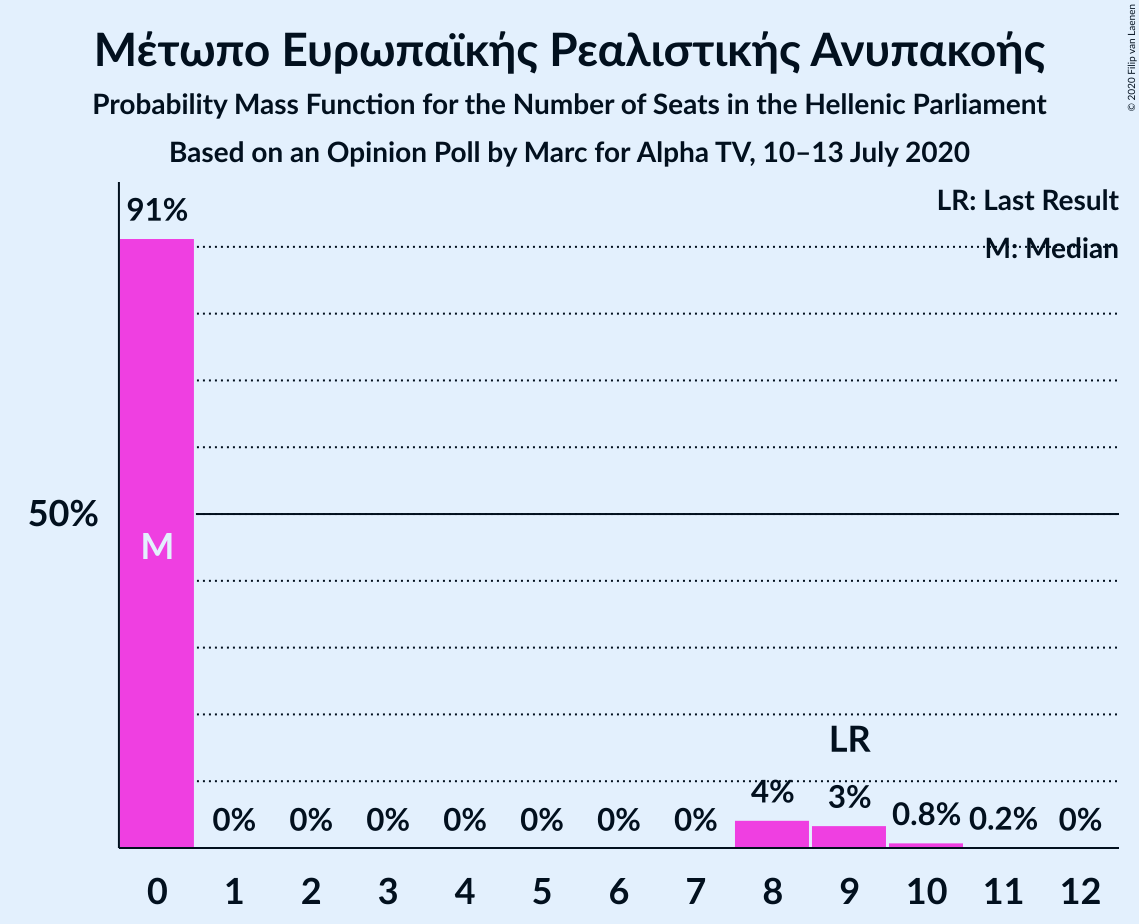 Μέτωπο Ευρωπαϊκής Ρεαλιστικής Ανυπακοής
Probability Mass Function for the Number of Seats in the Hellenic Parliament
Based on an Opinion Poll by Marc for Alpha TV, 10–13 July 2020
© 2020 Filip van Laenen
LR: Last Result
M: Median
91%
50%
M
LR
0% 0% 0% 0% 0% 0% 0% 4% 3% 0.8% 0.2% 0%
0 1 2 3 4 5 6 7 8 9 10 11 12